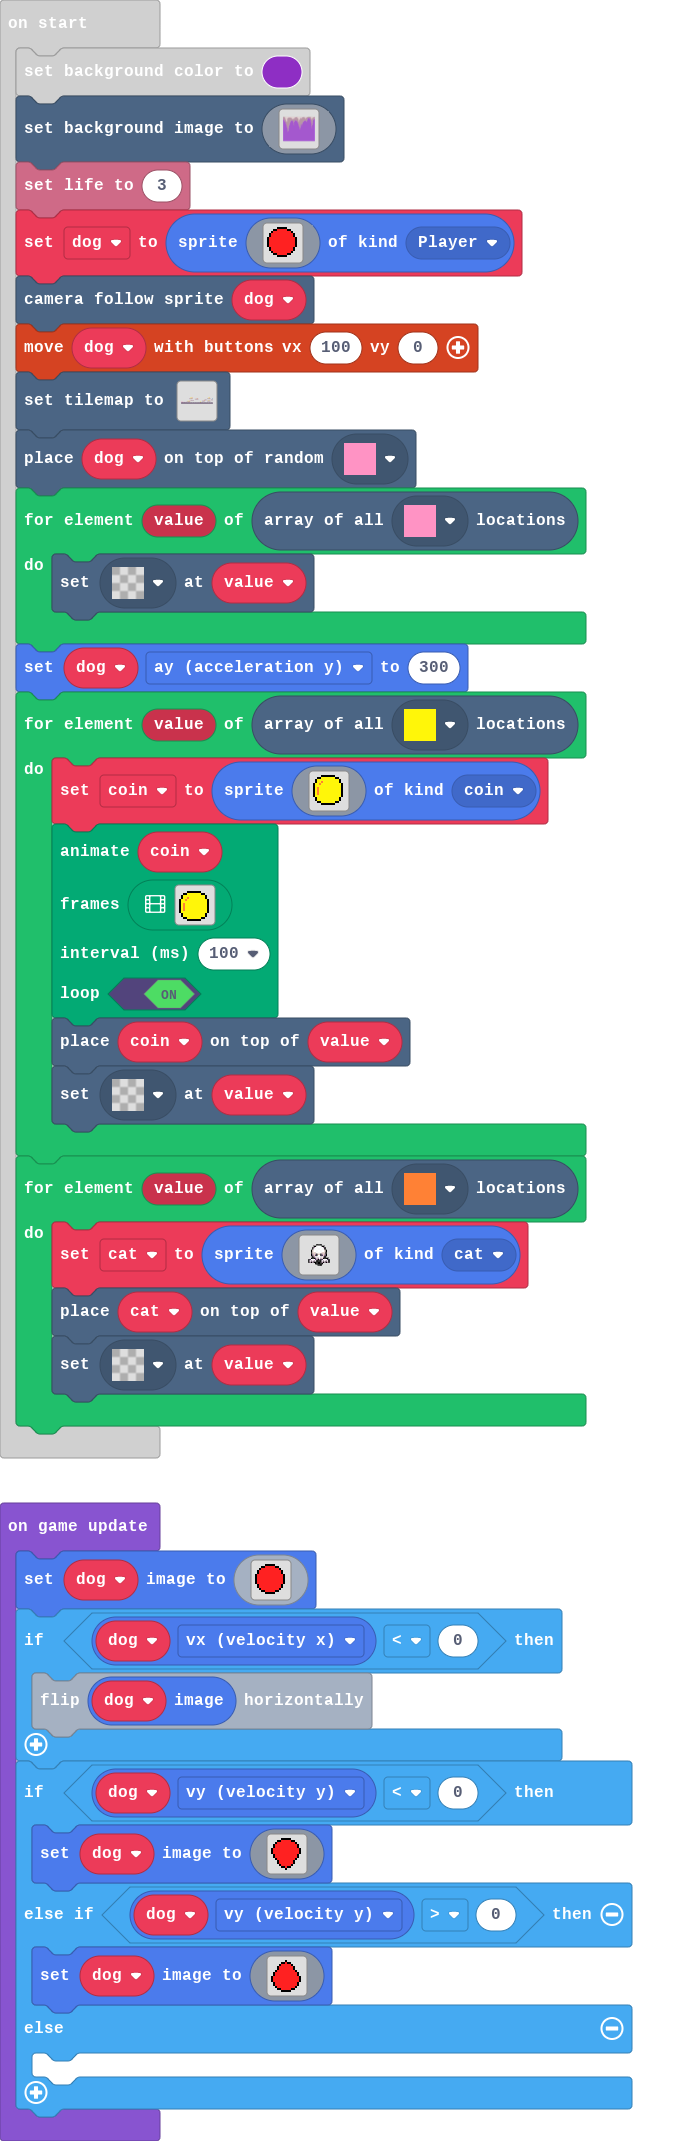 on start
set background color to
set background image to
set life to 3
set dog to sprite of kind Player
camera follow sprite dog
move dog with buttons vx 100 vy 0
set tilemap to
place dog on top of random
for element value of array of all locations
do
set at value
set dog ay (acceleration y) to 300
for element value of array of all locations
do
set coin to sprite of kind coin
animate coin
frames
interval (ms) 100
loop ON
place coin on top of value
set at value
for element value of array of all locations
do
set cat to sprite of kind cat
place cat on top of value
set at value
on game update
set dog image to
if dog vx (velocity x) < 0 then
flip dog image horizontally
if dog vy (velocity y) < 0 then
set dog image to
else if dog vy (velocity y) > 0 then
set dog image to
else